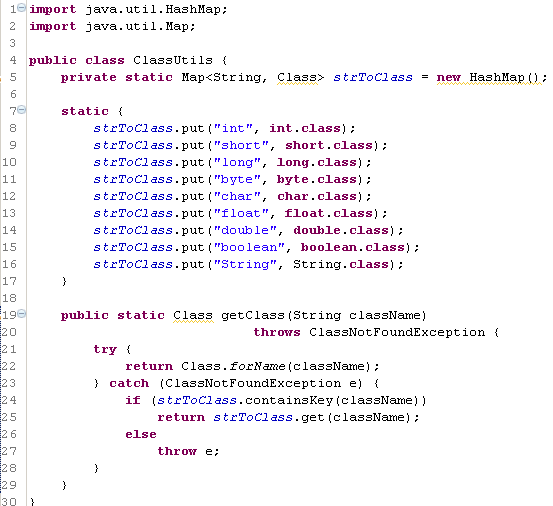 1 import java.util.HashMap;
2 import java.util.Map;
3
4 public class ClassUtils {
5     private static Map<String, Class> strToClass = new HashMap();
6
7     static {
8         strToClass.put("int", int.class);
9         strToClass.put("short", short.class);
10         strToClass.put("long", long.class);
11         strToClass.put("byte", byte.class);
12         strToClass.put("char", char.class);
13         strToClass.put("float", float.class);
14         strToClass.put("double", double.class);
15         strToClass.put("boolean", boolean.class);
16         strToClass.put("String", String.class);
17     }
18
19     public static Class getClass(String className)
20                             throws ClassNotFoundException {
21         try {
22             return Class.forName(className);
23         } catch (ClassNotFoundException e) {
24             if (strToClass.containsKey(className))
25                 return strToClass.get(className);
26             else
27                 throw e;
28         }
29     }
30 }